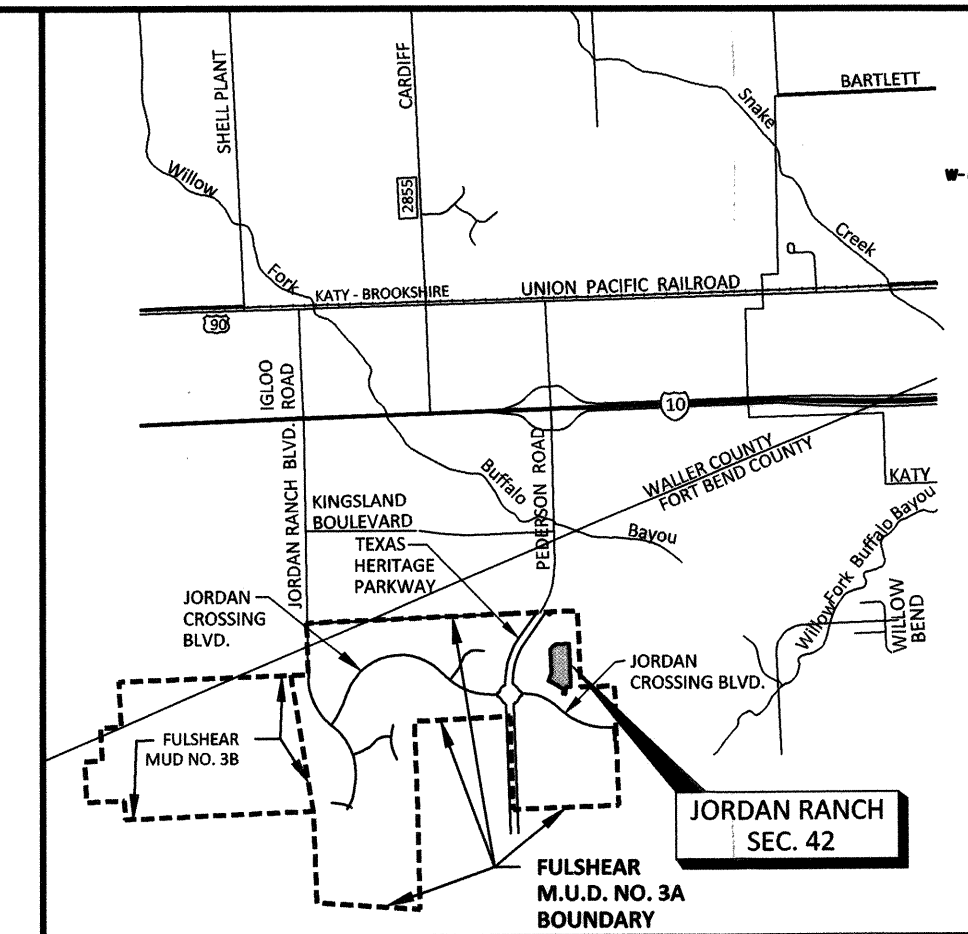 SHELL PLANT
CARDIFF
BARTLETT
Snake
Willow
2855
Creek
Fork
KATY - BROOKSHIRE
UNION PACIFIC RAILROAD
90
IGLOO
ROAD
10
JORDAN RANCH BLVD.
PEDERSON ROAD
WALLER COUNTY
FORT BEND COUNTY
Buffalo
KATY
KINGSLAND
BOULEVARD
Bayou
TEXAS
HERITAGE
PARKWAY
Willow Fork Buffalo Bayou
WILLOW
BEND
JORDAN
CROSSING
BLVD.
JORDAN
CROSSING BLVD.
FULSHEAR
MUD NO. 3B
JORDAN RANCH
SEC. 42
FULSHEAR
M.U.D. NO. 3A
BOUNDARY